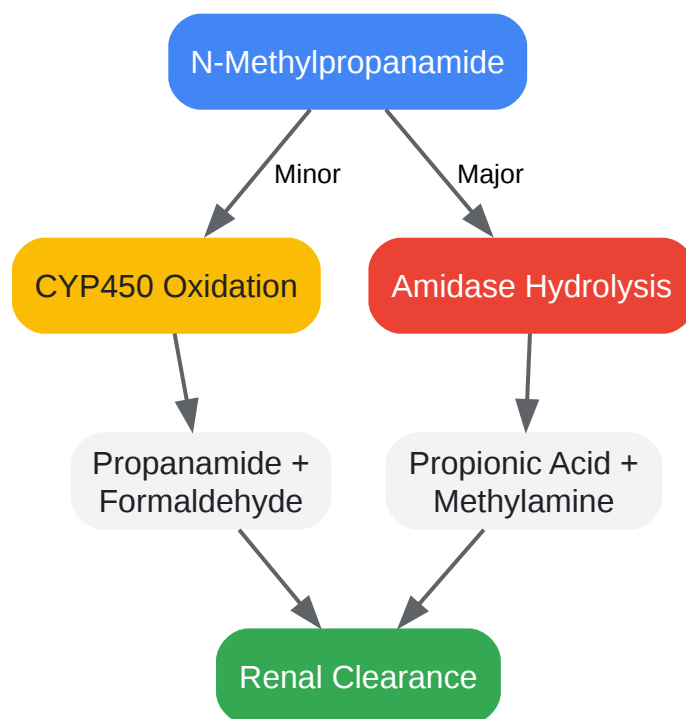 N-Methylpropanamide
Minor
Major
CYP450 Oxidation
Amidase Hydrolysis
Propanamide +
Formaldehyde
Propionic Acid +
Methylamine
Renal Clearance